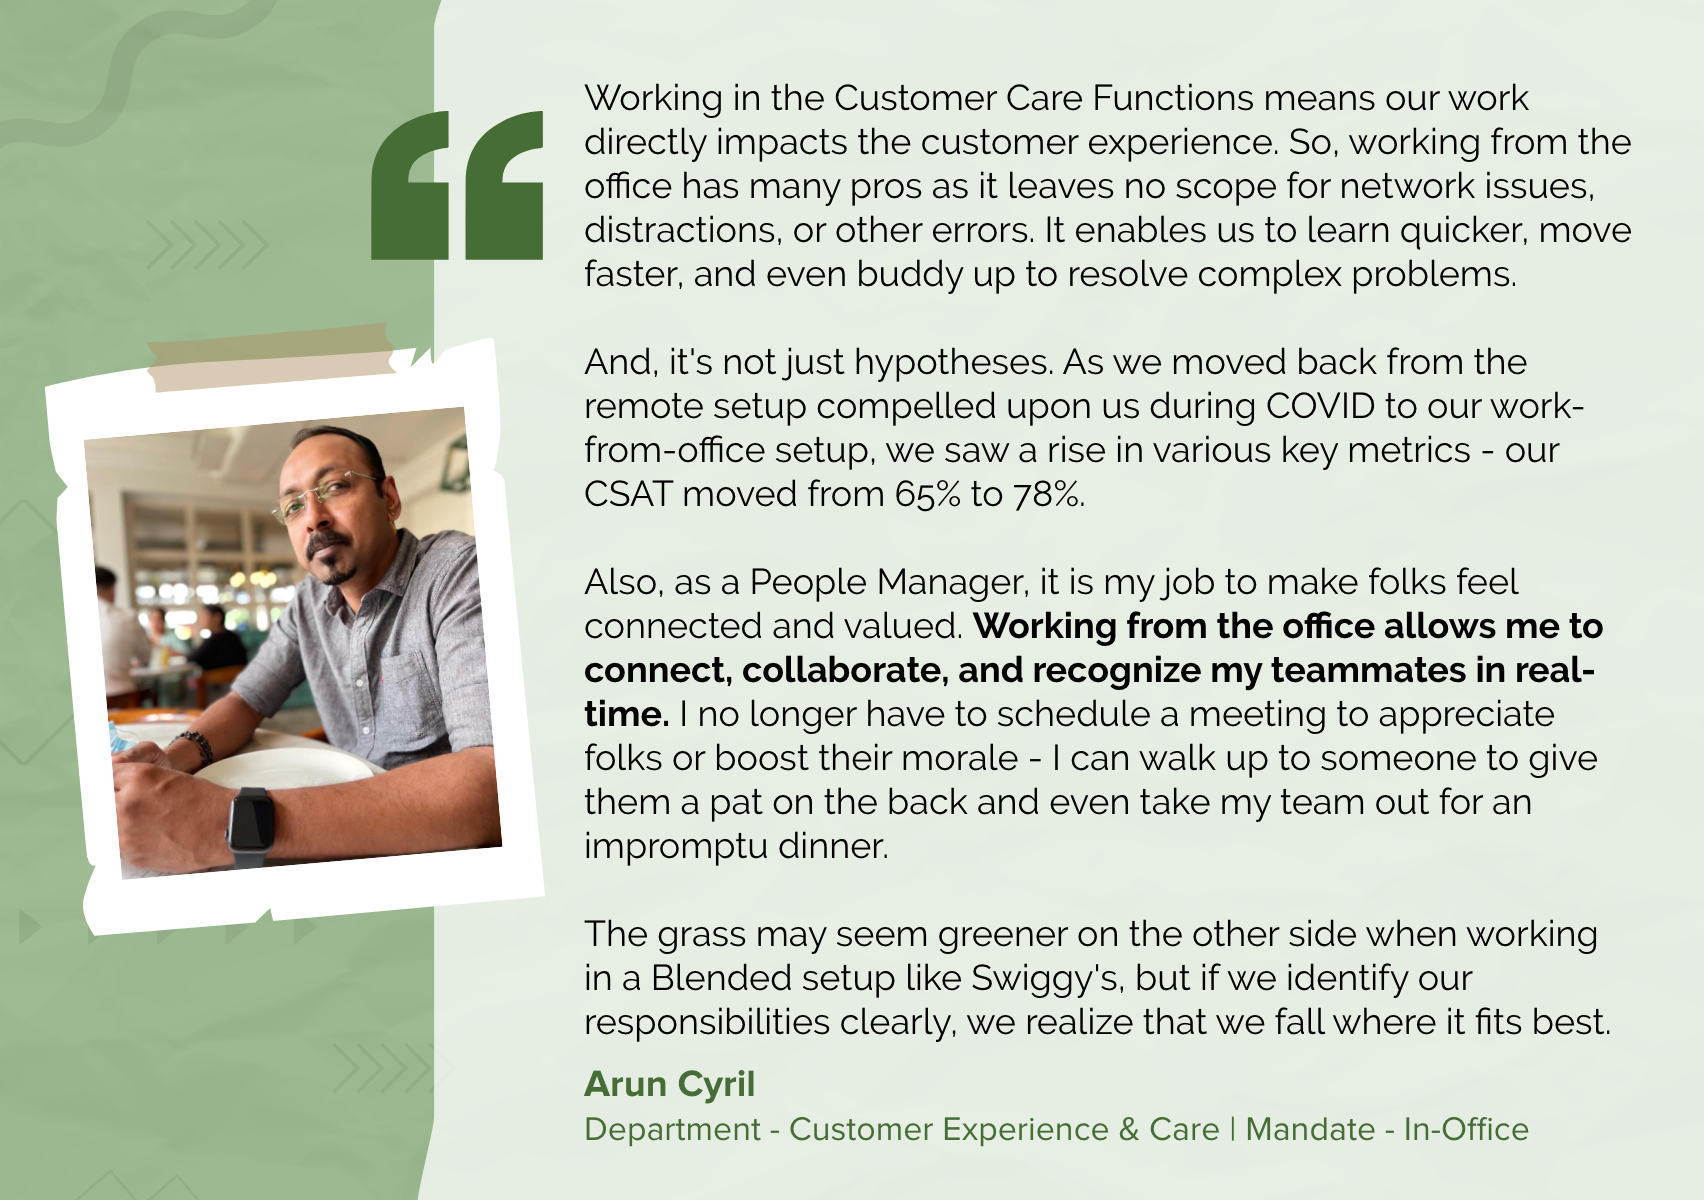 Working in the Customer Care Functions means our work
directly impacts the customer experience. So, working from the
office has many pros as it leaves no scope for network issues,
distractions, or other errors. It enables us to learn quicker, move
faster, and even buddy up to resolve complex problems.
And, it's not just hypotheses. As we moved back from the
remote setup compelled upon us during COVID to our work-
from-office setup, we saw a rise in various key metrics - our
CSAT moved from 65% to 78%.
Also, as a People Manager, it is my job to make folks feel
connected and valued. Working from the office allows me to
connect, collaborate, and recognize my teammates in real-
time. I no longer have to schedule a meeting to appreciate
folks or boost their morale - I can walk up to someone to give
them a pat on the back and even take my team out for an
impromptu dinner.
The grass may seem greener on the other side when working
in a Blended setup like Swiggy's, but if we identify our
responsibilities clearly, we realize that we fall where it fits best.
Arun Cyril
Department - Customer Experience & Care | Mandate - In-Office